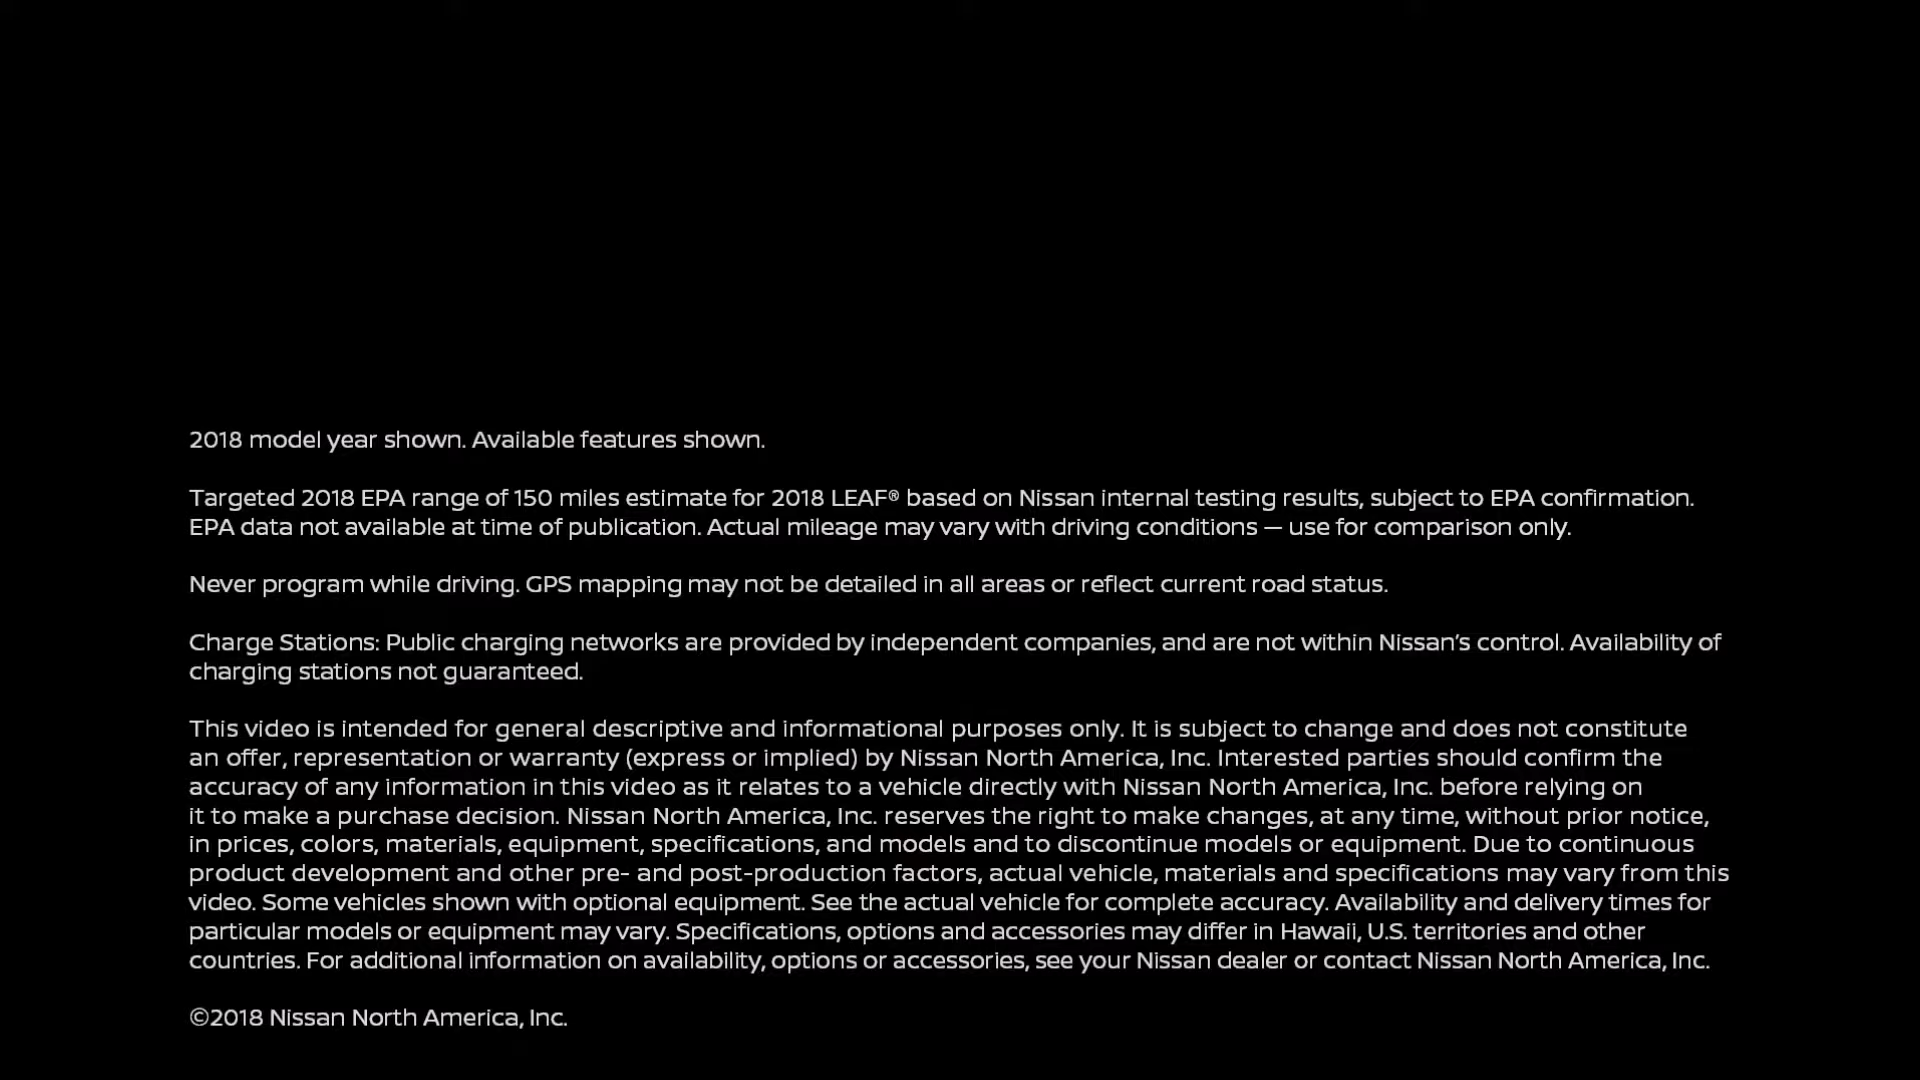 2018 model year shown. Available features shown.
Targeted 2018 EPA range of 150 miles estimate for 2018 LEAF® based on Nissan internal testing results, subject to EPA confirmation.
EPA data not available at time of publication. Actual mileage may vary with driving conditions — use for comparison only.
Never program while driving. GPS mapping may not be detailed in all areas or reflect current road status.
Charge Stations: Public charging networks are provided by independent companies, and are not within Nissan's control. Availability of
charging stations not guaranteed.
This video is intended for general descriptive and informational purposes only. It is subject to change and does not constitute
an offer, representation or warranty (express or implied) by Nissan North America, Inc. Interested parties should confirm the
accuracy of any information in this video as it relates to a vehicle directly with Nissan North America, Inc. before relying on
it to make a purchase decision. Nissan North America, Inc. reserves the right to make changes, at any time, without prior notice,
in prices, colors, materials, equipment, specifications, and models and to discontinue models or equipment. Due to continuous
product development and other pre- and post-production factors, actual vehicle, materials and specifications may vary from this
video. Some vehicles shown with optional equipment. See the actual vehicle for complete accuracy. Availability and delivery times for
particular models or equipment may vary. Specifications, options and accessories may differ in Hawaii, U.S. territories and other
countries. For additional information on availability, options or accessories, see your Nissan dealer or contact Nissan North America, Inc.
©2018 Nissan North America, Inc.